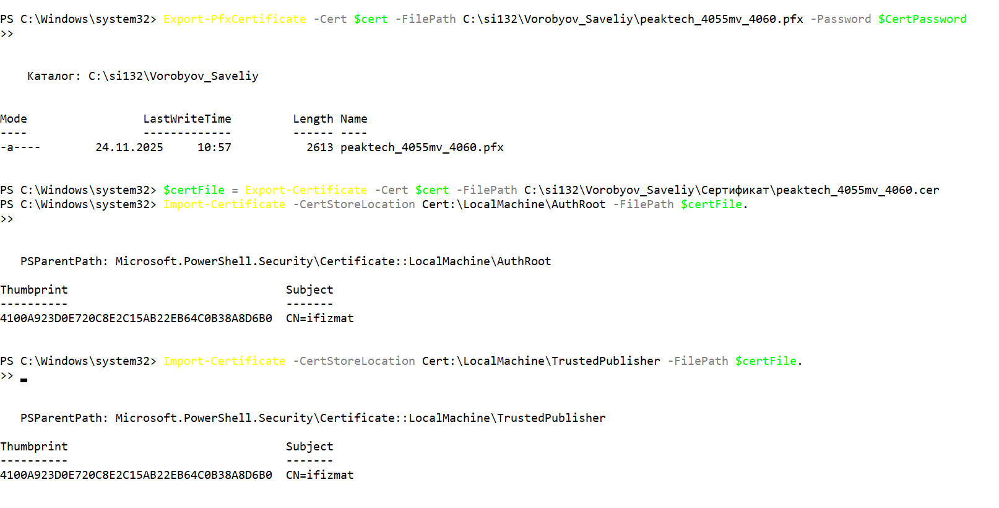 PS C:\Windows\system32> Export-PfxCertificate -Cert $cert -FilePath C:\si132\Vorobyov_Saveliy\peaktech_4055mv_4060.pfx -Password $CertPassword
>>
Каталог: C:\si132\Vorobyov_Saveliy
Mode LastWriteTime Length Name
---- ------------- ------ ----
-a---- 24.11.2025 10:57 2613 peaktech_4055mv_4060.pfx
PS C:\Windows\system32> $certFile = Export-Certificate -Cert $cert -FilePath C:\si132\Vorobyov_Saveliy\Сертификат\peaktech_4055mv_4060.cer
PS C:\Windows\system32> Import-Certificate -CertStoreLocation Cert:\LocalMachine\AuthRoot -FilePath $certFile.
>>
PSParentPath: Microsoft.PowerShell.Security\Certificate::LocalMachine\AuthRoot
Thumbprint Subject
---------- -------
4100A923D0E720C8E2C15AB22EB64C0B38A8D6B0 CN=ifizmat
PS C:\Windows\system32> Import-Certificate -CertStoreLocation Cert:\LocalMachine\TrustedPublisher -FilePath $certFile.
>>
PSParentPath: Microsoft.PowerShell.Security\Certificate::LocalMachine\TrustedPublisher
Thumbprint Subject
---------- -------
4100A923D0E720C8E2C15AB22EB64C0B38A8D6B0 CN=ifizmat